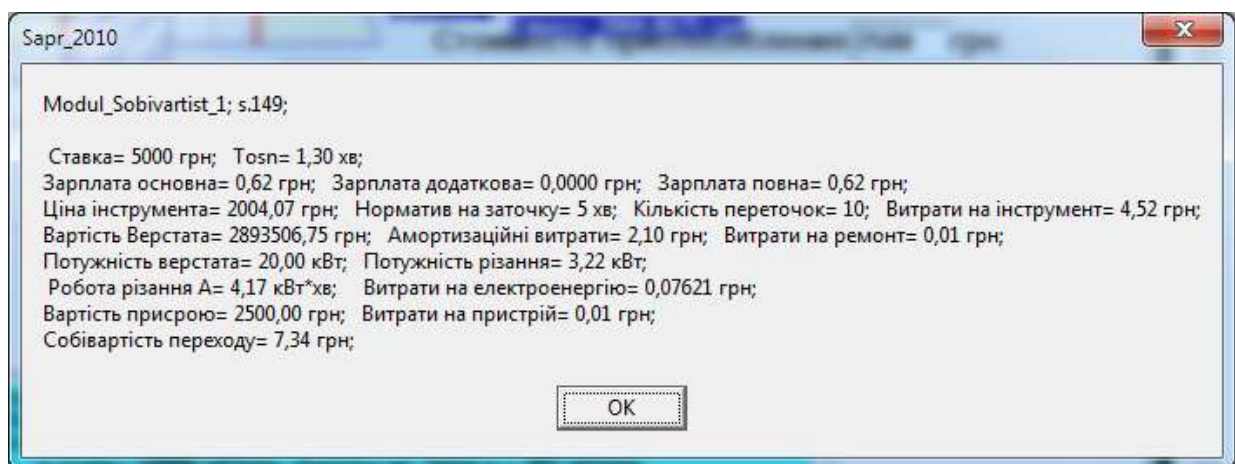 Sapr_2010
Modul_Sobivartist_1; s.149;
Ставка= 5000 грн; Tosn= 1,30 хв;
Зарплата основна= 0,62 грн; Зарплата додаткова= 0,0000 грн; Зарплата повна= 0,62 грн;
Ціна інструмента= 2004,07 грн; Норматив на заточку= 5 хв; Кількість переточок= 10; Витрати на інструмент= 4,52 грн;
Вартість Верстата= 2893506,75 грн; Амортизаційні витрати= 2,10 грн; Витрати на ремонт= 0,01 грн;
Потужність верстата= 20,00 кВт; Потужність різання= 3,22 кВт;
Робота різання А= 4,17 кВт*хв; Витрати на електроенергію= 0,07621 грн;
Вартість присрою= 2500,00 грн; Витрати на пристрій= 0,01 грн;
Собівартість переходу= 7,34 грн;
OK